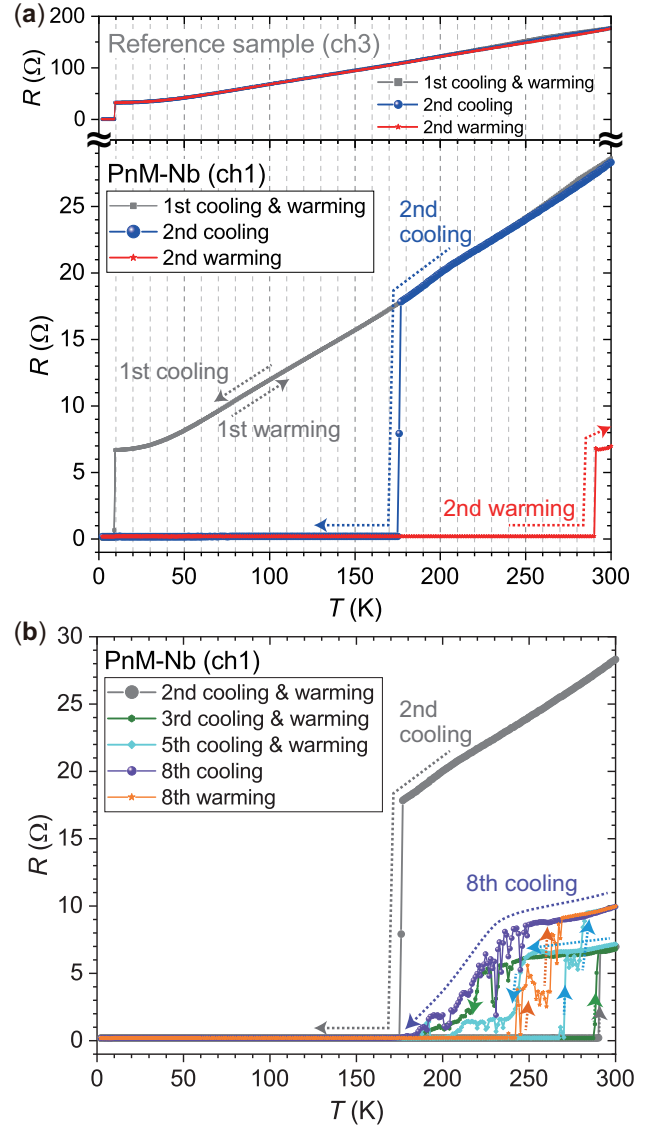 (a)
200
100
0
R (Ω)
Reference sample (ch3)
1st cooling & warming
2nd cooling
2nd warming
PnM-Nb (ch1)
1st cooling & warming
2nd cooling
2nd warming
2nd
cooling
1st cooling
1st warming
2nd warming
25
20
15
10
5
0
R (Ω)
0 50 100 150 200 250 300
T (K)
(b)
PnM-Nb (ch1)
2nd cooling & warming
3rd cooling & warming
5th cooling & warming
8th cooling
8th warming
2nd
cooling
8th cooling
30
25
20
15
10
5
0
R (Ω)
0 50 100 150 200 250 300
T (K)